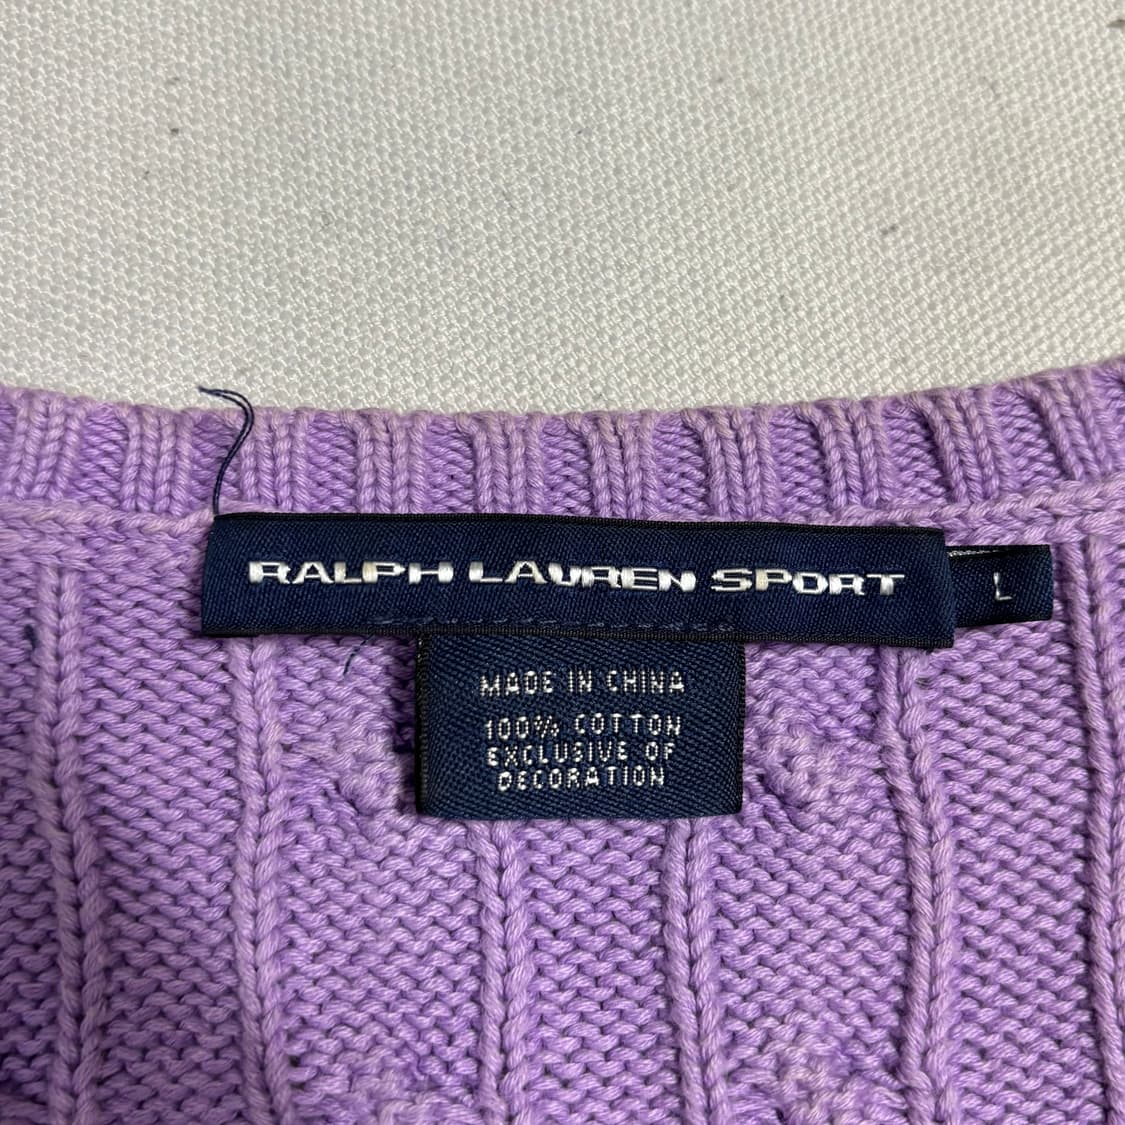 RALPH LAUREN SPORT
L
MADE IN CHINA
100% COTTON
EXCLUSIVE OF
DECORATION